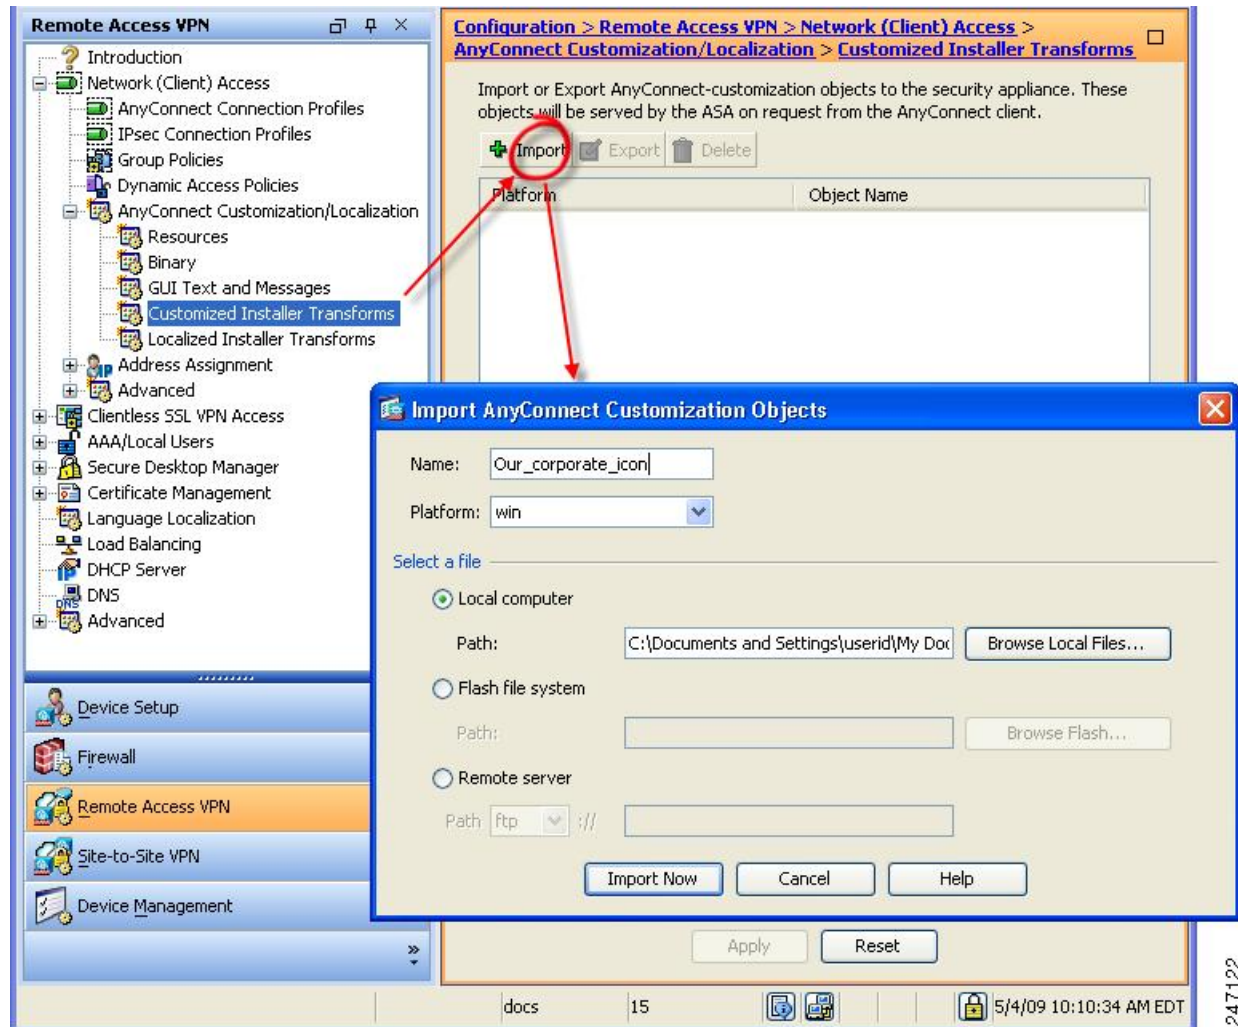 Remote Access VPN
Introduction
Network (Client) Access
AnyConnect Connection Profiles
IPsec Connection Profiles
Group Policies
Dynamic Access Policies
AnyConnect Customization/Localization
Resources
Binary
GUI Text and Messages
Customized Installer Transforms
Localized Installer Transforms
Address Assignment
Advanced
Clientless SSL VPN Access
AAA/Local Users
Secure Desktop Manager
Certificate Management
Language Localization
Load Balancing
DHCP Server
DNS
Advanced
Device Setup
Firewall
Remote Access VPN
Site-to-Site VPN
Device Management
»
Configuration > Remote Access VPN > Network (Client) Access >
AnyConnect Customization/Localization > Customized Installer Transforms
Import or Export AnyConnect-customization objects to the security appliance. These
objects will be served by the ASA on request from the AnyConnect client.
Import Export Delete
Platform Object Name
Import AnyConnect Customization Objects
Name: Our_corporate_icon
Platform: win
Select a file
Local computer
Path: C:\Documents and Settings\userid\My Doc Browse Local Files...
Flash file system
Path: Browse Flash...
Remote server
Path ftp ://
Import Now Cancel Help
Apply Reset
docs 15 5/4/09 10:10:34 AM EDT
247122